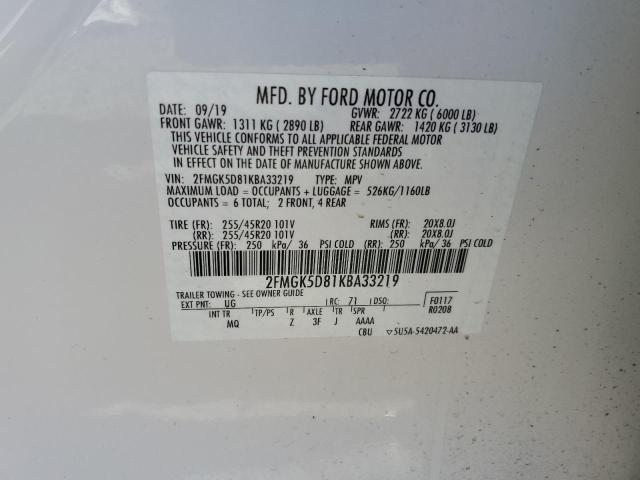 MFD. BY FORD MOTOR CO.
DATE: 09/19 GVWR: 2722 KG ( 6000 LB)
FRONT GAWR: 1311 KG ( 2890 LB) REAR GAWR: 1420 KG ( 3130 LB)
THIS VEHICLE CONFORMS TO ALL APPLICABLE FEDERAL MOTOR
VEHICLE SAFETY AND THEFT PREVENTION STANDARDS
IN EFFECT ON THE DATE OF MANUFACTURE SHOWN ABOVE.
VIN: 2FMGK5D81KBA33219 TYPE: MPV
MAXIMUM LOAD = OCCUPANTS + LUGGAGE = 526KG/1160LB
OCCUPANTS = 6 TOTAL; 2 FRONT, 4 REAR
TIRE (FR): 255/45R20 101V RIMS (FR): 20X8.0J
(RR): 255/45R20 101V (RR): 20X8.0J
PRESSURE (FR): 250 kPa/ 36 PSI COLD (RR): 250 kPa/ 36 PSI COLD
2FMGK5D81KBA33219
TRAILER TOWING - SEE OWNER GUIDE
EXT PNT: UG RC: 71 DSO: F0117
INT TR TP/PS R AXLE TR SPR R0208
MQ Z 3F J AAAA
CBU 5U5A-5420472-AA